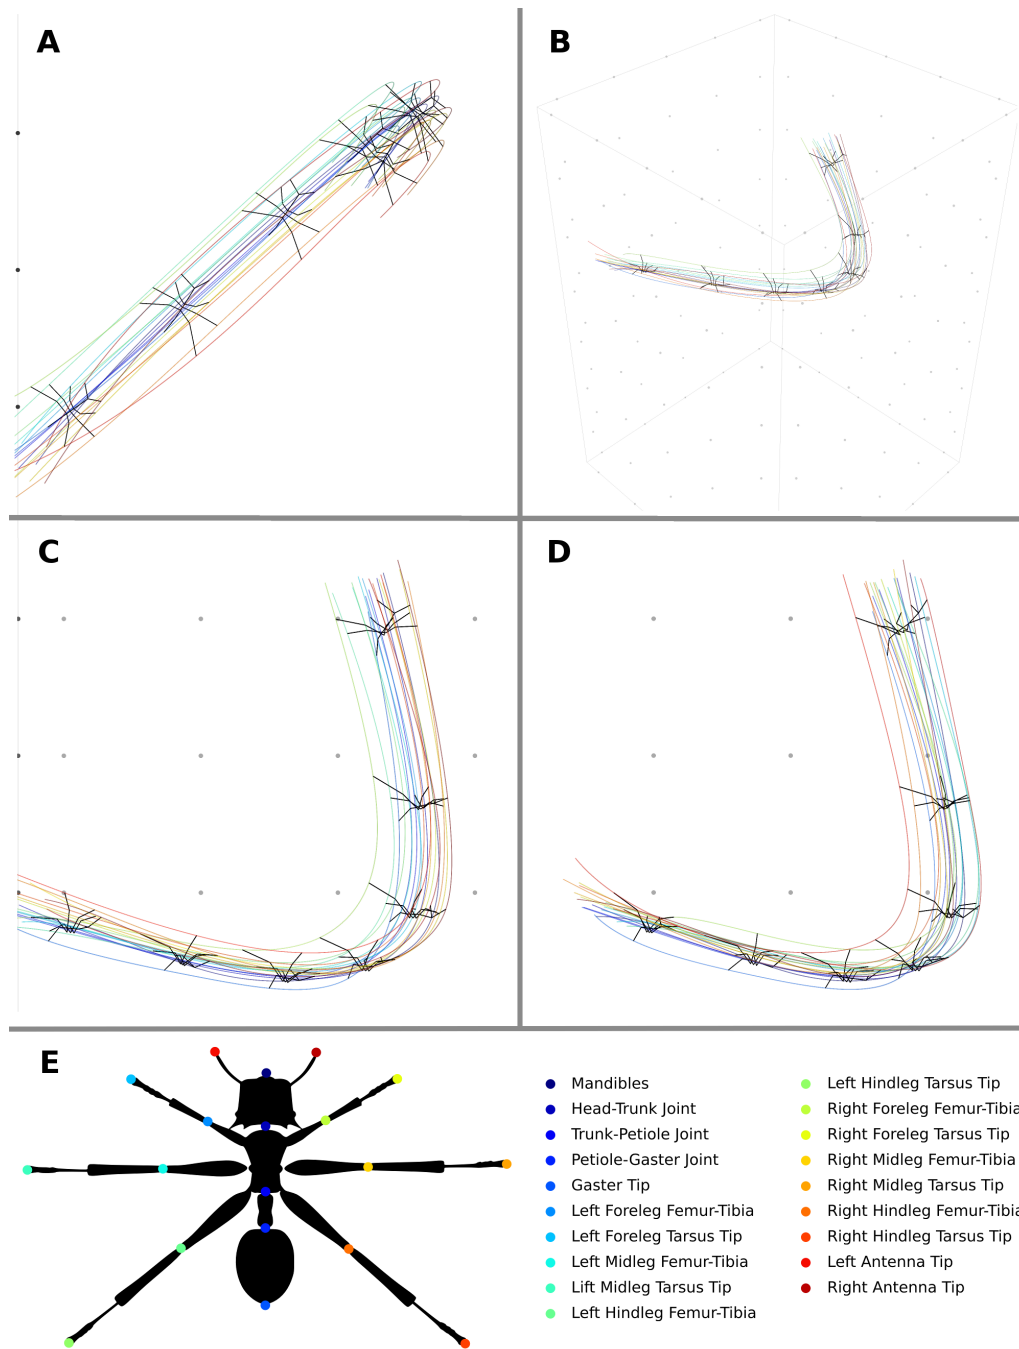 A
B
C
D
E
Mandibles
Head-Trunk Joint
Trunk-Petiole Joint
Petiole-Gaster Joint
Gaster Tip
Left Foreleg Femur-Tibia
Left Foreleg Tarsus Tip
Left Midleg Femur-Tibia
Lift Midleg Tarsus Tip
Left Hindleg Femur-Tibia
Left Hindleg Tarsus Tip
Right Foreleg Femur-Tibia
Right Foreleg Tarsus Tip
Right Midleg Femur-Tibia
Right Midleg Tarsus Tip
Right Hindleg Femur-Tibia
Right Hindleg Tarsus Tip
Left Antenna Tip
Right Antenna Tip